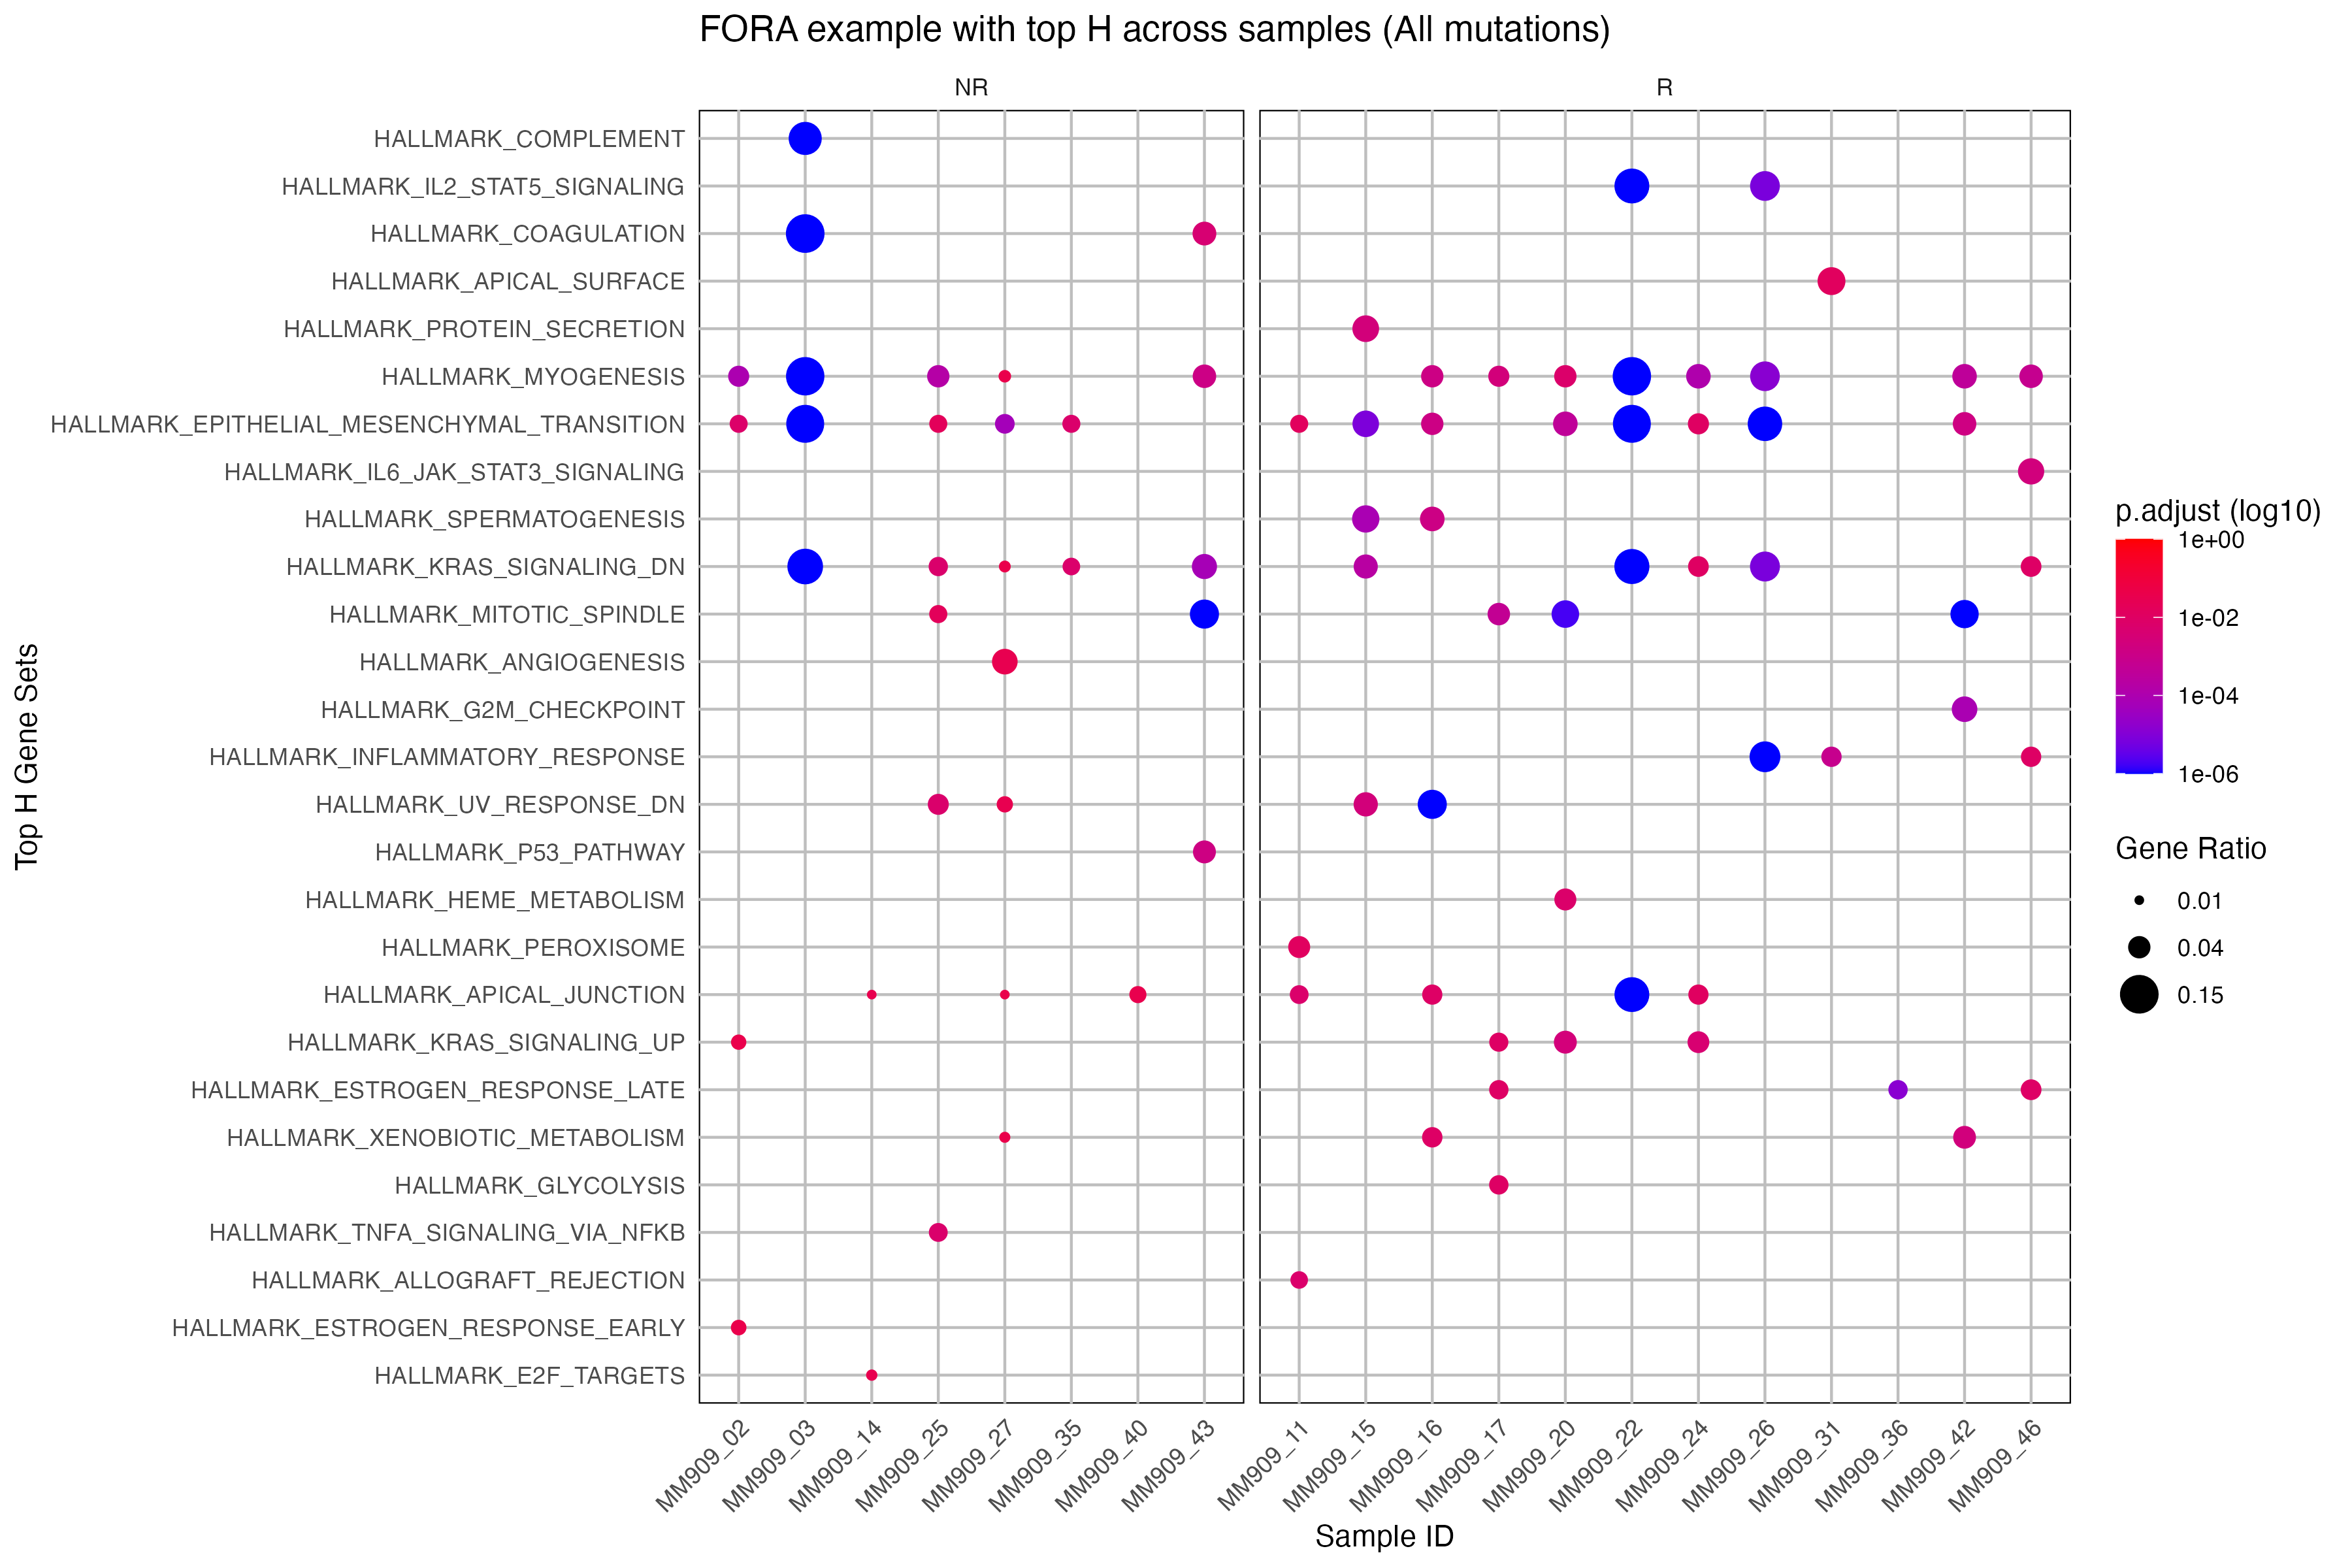 FORA example with top H across samples (All mutations)
NR
R
Top H Gene Sets
HALLMARK_COMPLEMENT
HALLMARK_IL2_STAT5_SIGNALING
HALLMARK_COAGULATION
HALLMARK_APICAL_SURFACE
HALLMARK_PROTEIN_SECRETION
HALLMARK_MYOGENESIS
HALLMARK_EPITHELIAL_MESENCHYMAL_TRANSITION
HALLMARK_IL6_JAK_STAT3_SIGNALING
HALLMARK_SPERMATOGENESIS
HALLMARK_KRAS_SIGNALING_DN
HALLMARK_MITOTIC_SPINDLE
HALLMARK_ANGIOGENESIS
HALLMARK_G2M_CHECKPOINT
HALLMARK_INFLAMMATORY_RESPONSE
HALLMARK_UV_RESPONSE_DN
HALLMARK_P53_PATHWAY
HALLMARK_HEME_METABOLISM
HALLMARK_PEROXISOME
HALLMARK_APICAL_JUNCTION
HALLMARK_KRAS_SIGNALING_UP
HALLMARK_ESTROGEN_RESPONSE_LATE
HALLMARK_XENOBIOTIC_METABOLISM
HALLMARK_GLYCOLYSIS
HALLMARK_TNFA_SIGNALING_VIA_NFKB
HALLMARK_ALLOGRAFT_REJECTION
HALLMARK_ESTROGEN_RESPONSE_EARLY
HALLMARK_E2F_TARGETS
MM909_02
MM909_03
MM909_14
MM909_25
MM909_27
MM909_35
MM909_40
MM909_43
MM909_11
MM909_15
MM909_16
MM909_17
MM909_20
MM909_22
MM909_24
MM909_26
MM909_31
MM909_36
MM909_42
MM909_46
Sample ID
p.adjust (log10)
1e+00
1e-02
1e-04
1e-06
Gene Ratio
0.01
0.04
0.15